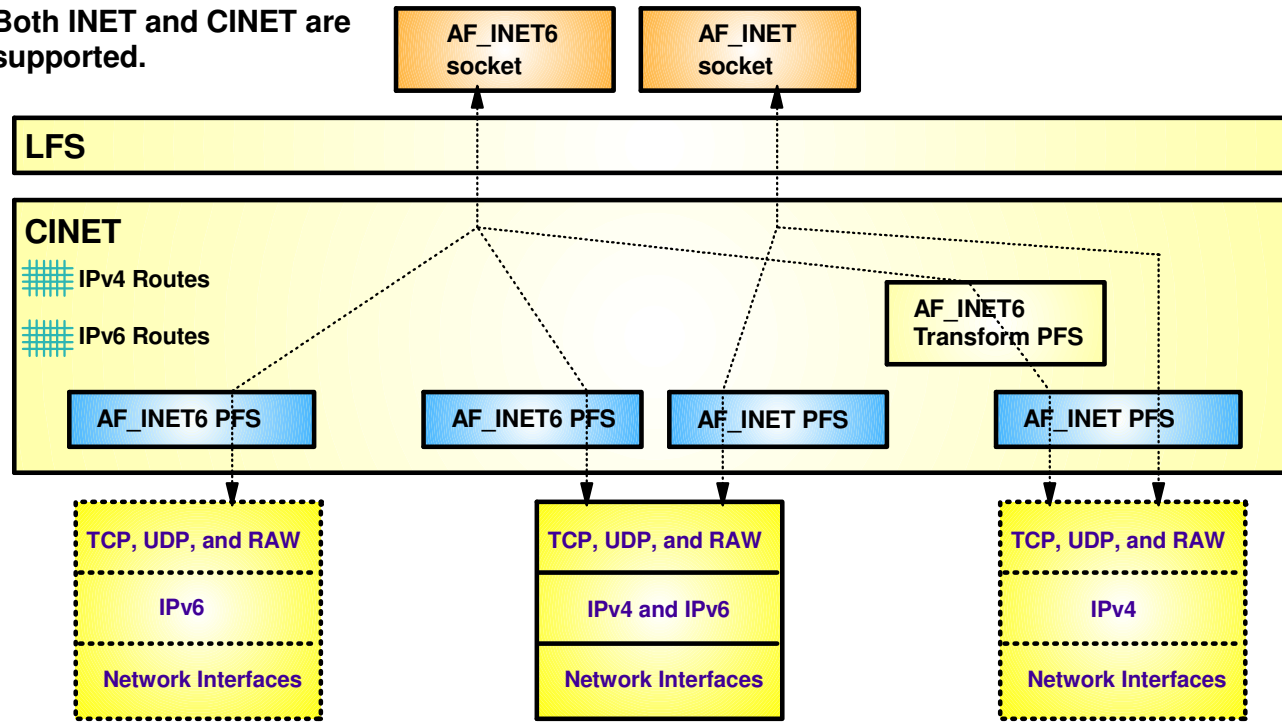 Both INET and CINET are
supported.
AF_INET6
socket
AF_INET
socket
LFS
CINET
IPv4 Routes
IPv6 Routes
AF_INET6
Transform PFS
AF_INET6 PFS
AF_INET6 PFS
AF_INET PFS
AF_INET PFS
TCP, UDP, and RAW
IPv6
Network Interfaces
TCP, UDP, and RAW
IPv4 and IPv6
Network Interfaces
TCP, UDP, and RAW
IPv4
Network Interfaces